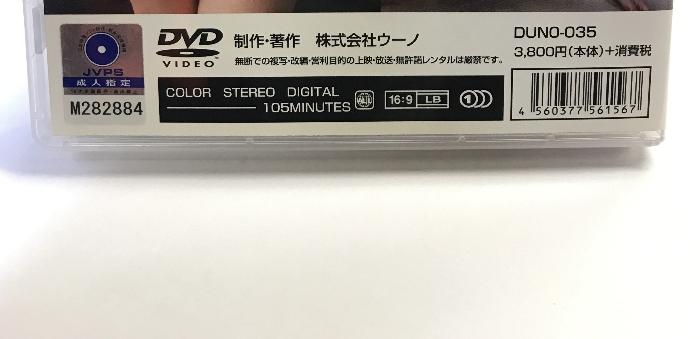 DVD
VIDEO
制作・著作 株式会社ウーノ
無断での複写・改編・営利目的の上映・放送・無許諾レンタルは厳禁です。
DUNO-035
3,800円(本体)+消費税
JVPS
成人指定
M282884
COLOR STEREO DIGITAL
105MINUTES
16:9 LB
1
4 560377 561567